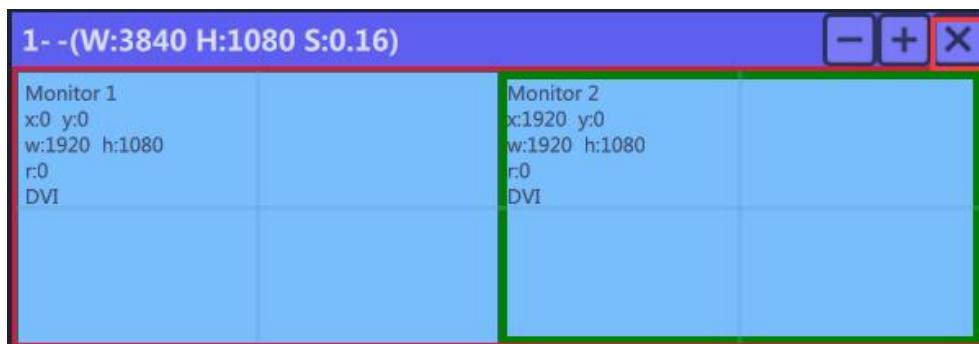 1- -(W:3840 H:1080 S:0.16)
Monitor 1
x:0 y:0
w:1920 h:1080
r:0
DVI
Monitor 2
x:1920 y:0
w:1920 h:1080
r:0
DVI